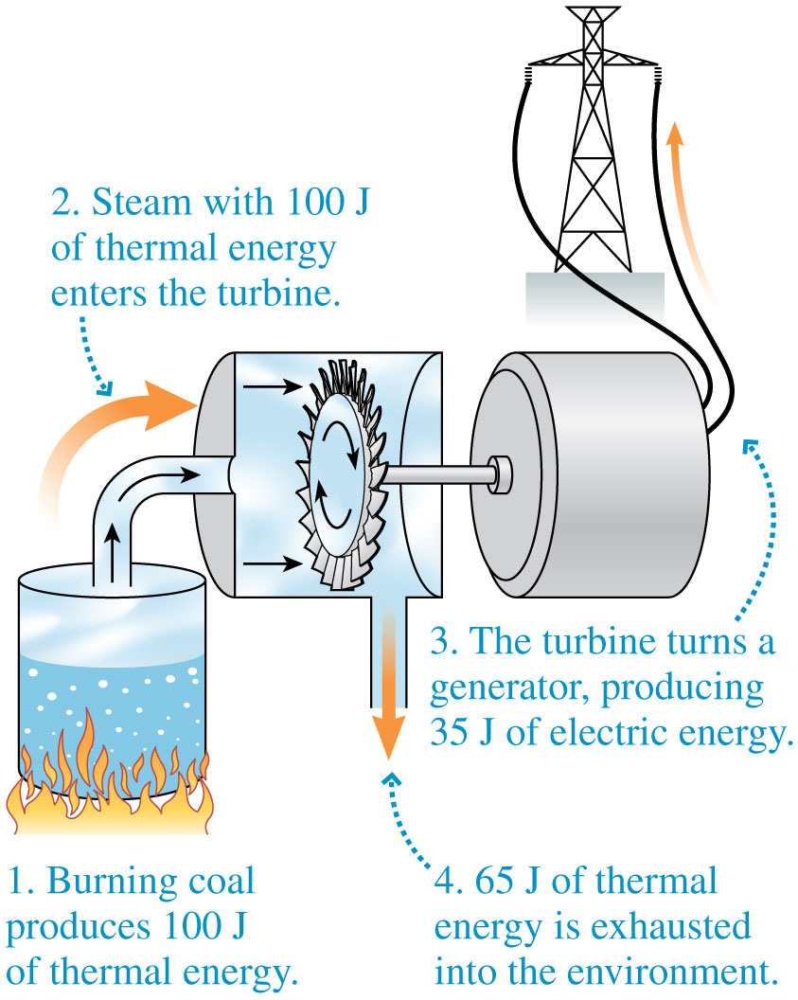 2. Steam with 100 J
of thermal energy
enters the turbine.
3. The turbine turns a
generator, producing
35 J of electric energy.
1. Burning coal
produces 100 J
of thermal energy.
4. 65 J of thermal
energy is exhausted
into the environment.